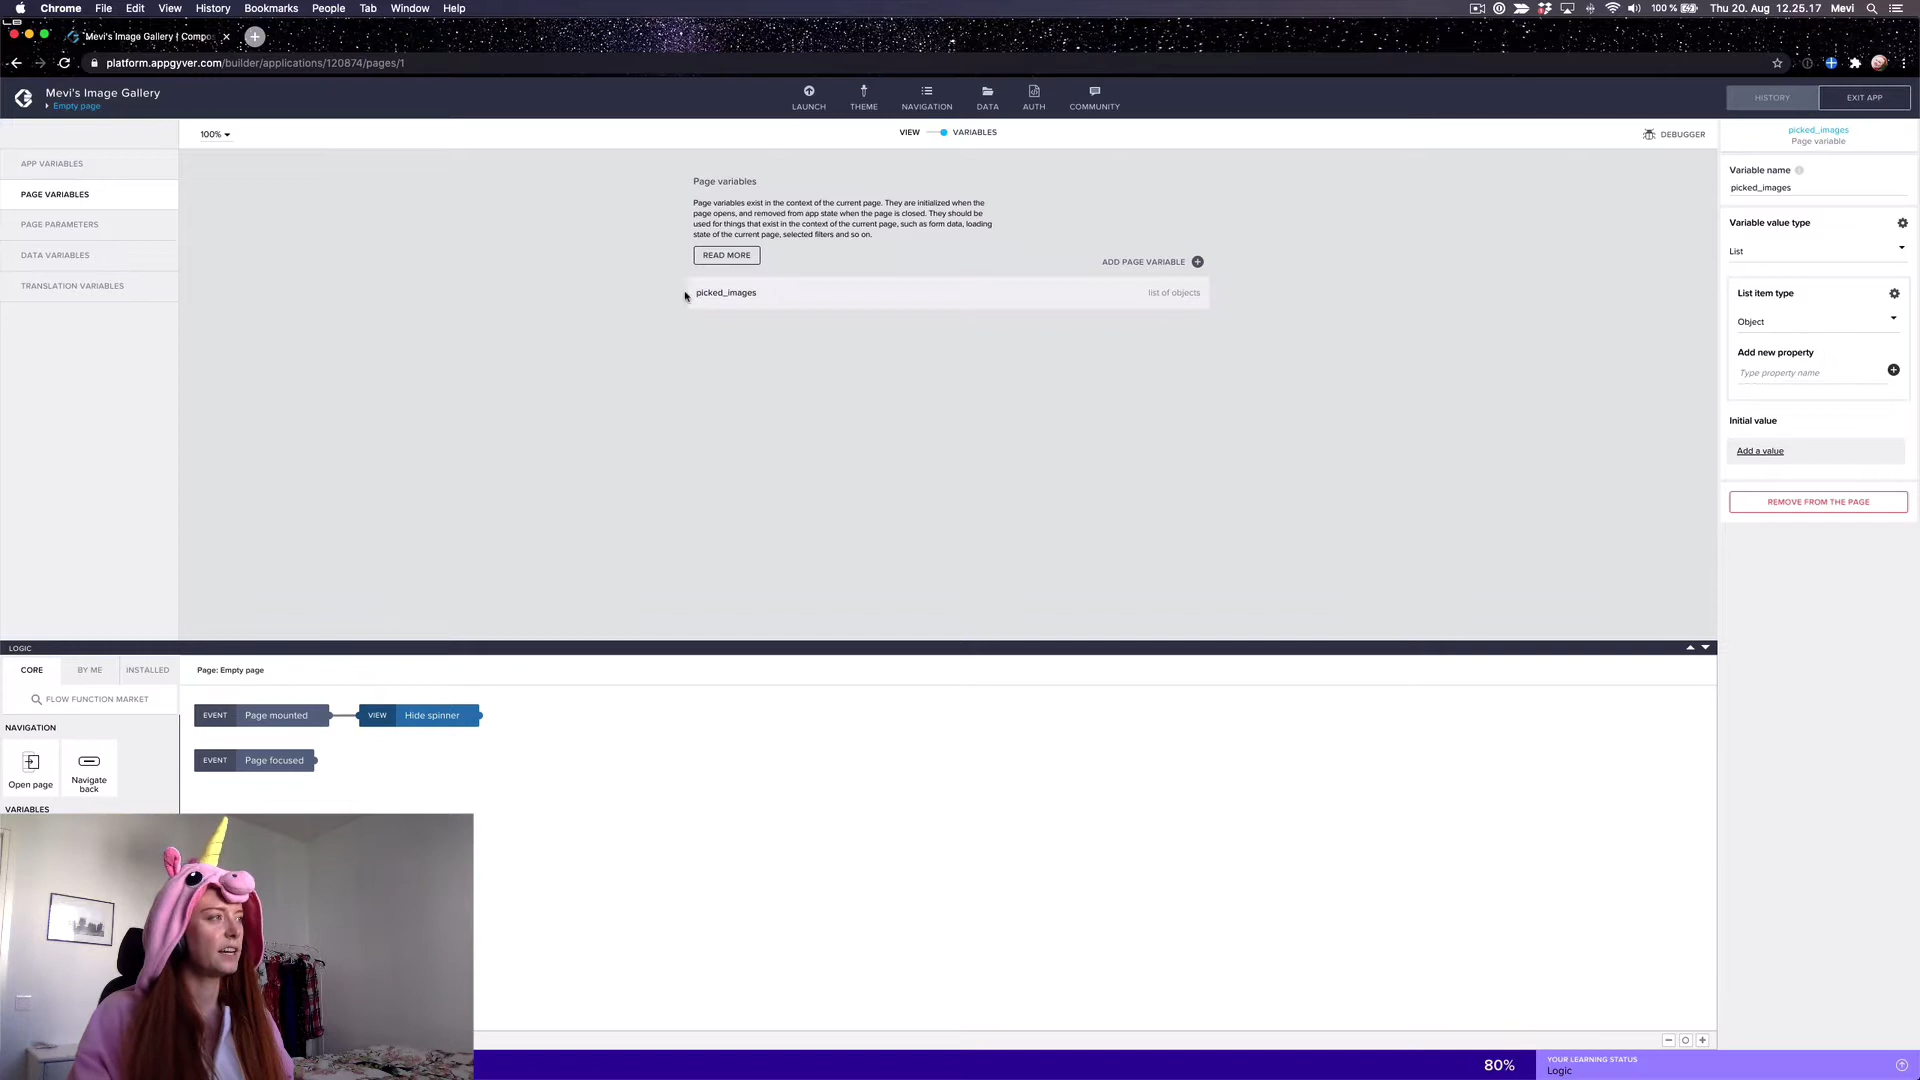 Chrome File Edit View History Bookmarks People Tab Window Help
100 % Thu 20. Aug 12.25.17 Mevi
Mevi's Image Gallery | Compo
platform.appgyver.com/builder/applications/120874/pages/1
Mevi's Image Gallery
Empty page
LAUNCH THEME NAVIGATION DATA AUTH COMMUNITY
HISTORY EXIT APP
100% VIEW VARIABLES DEBUGGER
APP VARIABLES
PAGE VARIABLES
PAGE PARAMETERS
DATA VARIABLES
TRANSLATION VARIABLES
Page variables
Page variables exist in the context of the current page. They are initialized when the
page opens, and removed from app state when the page is closed. They should be
used for things that exist in the context of the current page, such as form data, loading
state of the current page, selected filters and so on.
READ MORE
ADD PAGE VARIABLE
picked_images list of objects
picked_images
Page variable
Variable name
picked_images
Variable value type
List
List item type
Object
Add new property
Type property name
Initial value
Add a value
REMOVE FROM THE PAGE
LOGIC
CORE BY ME INSTALLED
FLOW FUNCTION MARKET
NAVIGATION
Open page
Navigate
back
VARIABLES
Page: Empty page
EVENT Page mounted VIEW Hide spinner
EVENT Page focused
80%
YOUR LEARNING STATUS
Logic